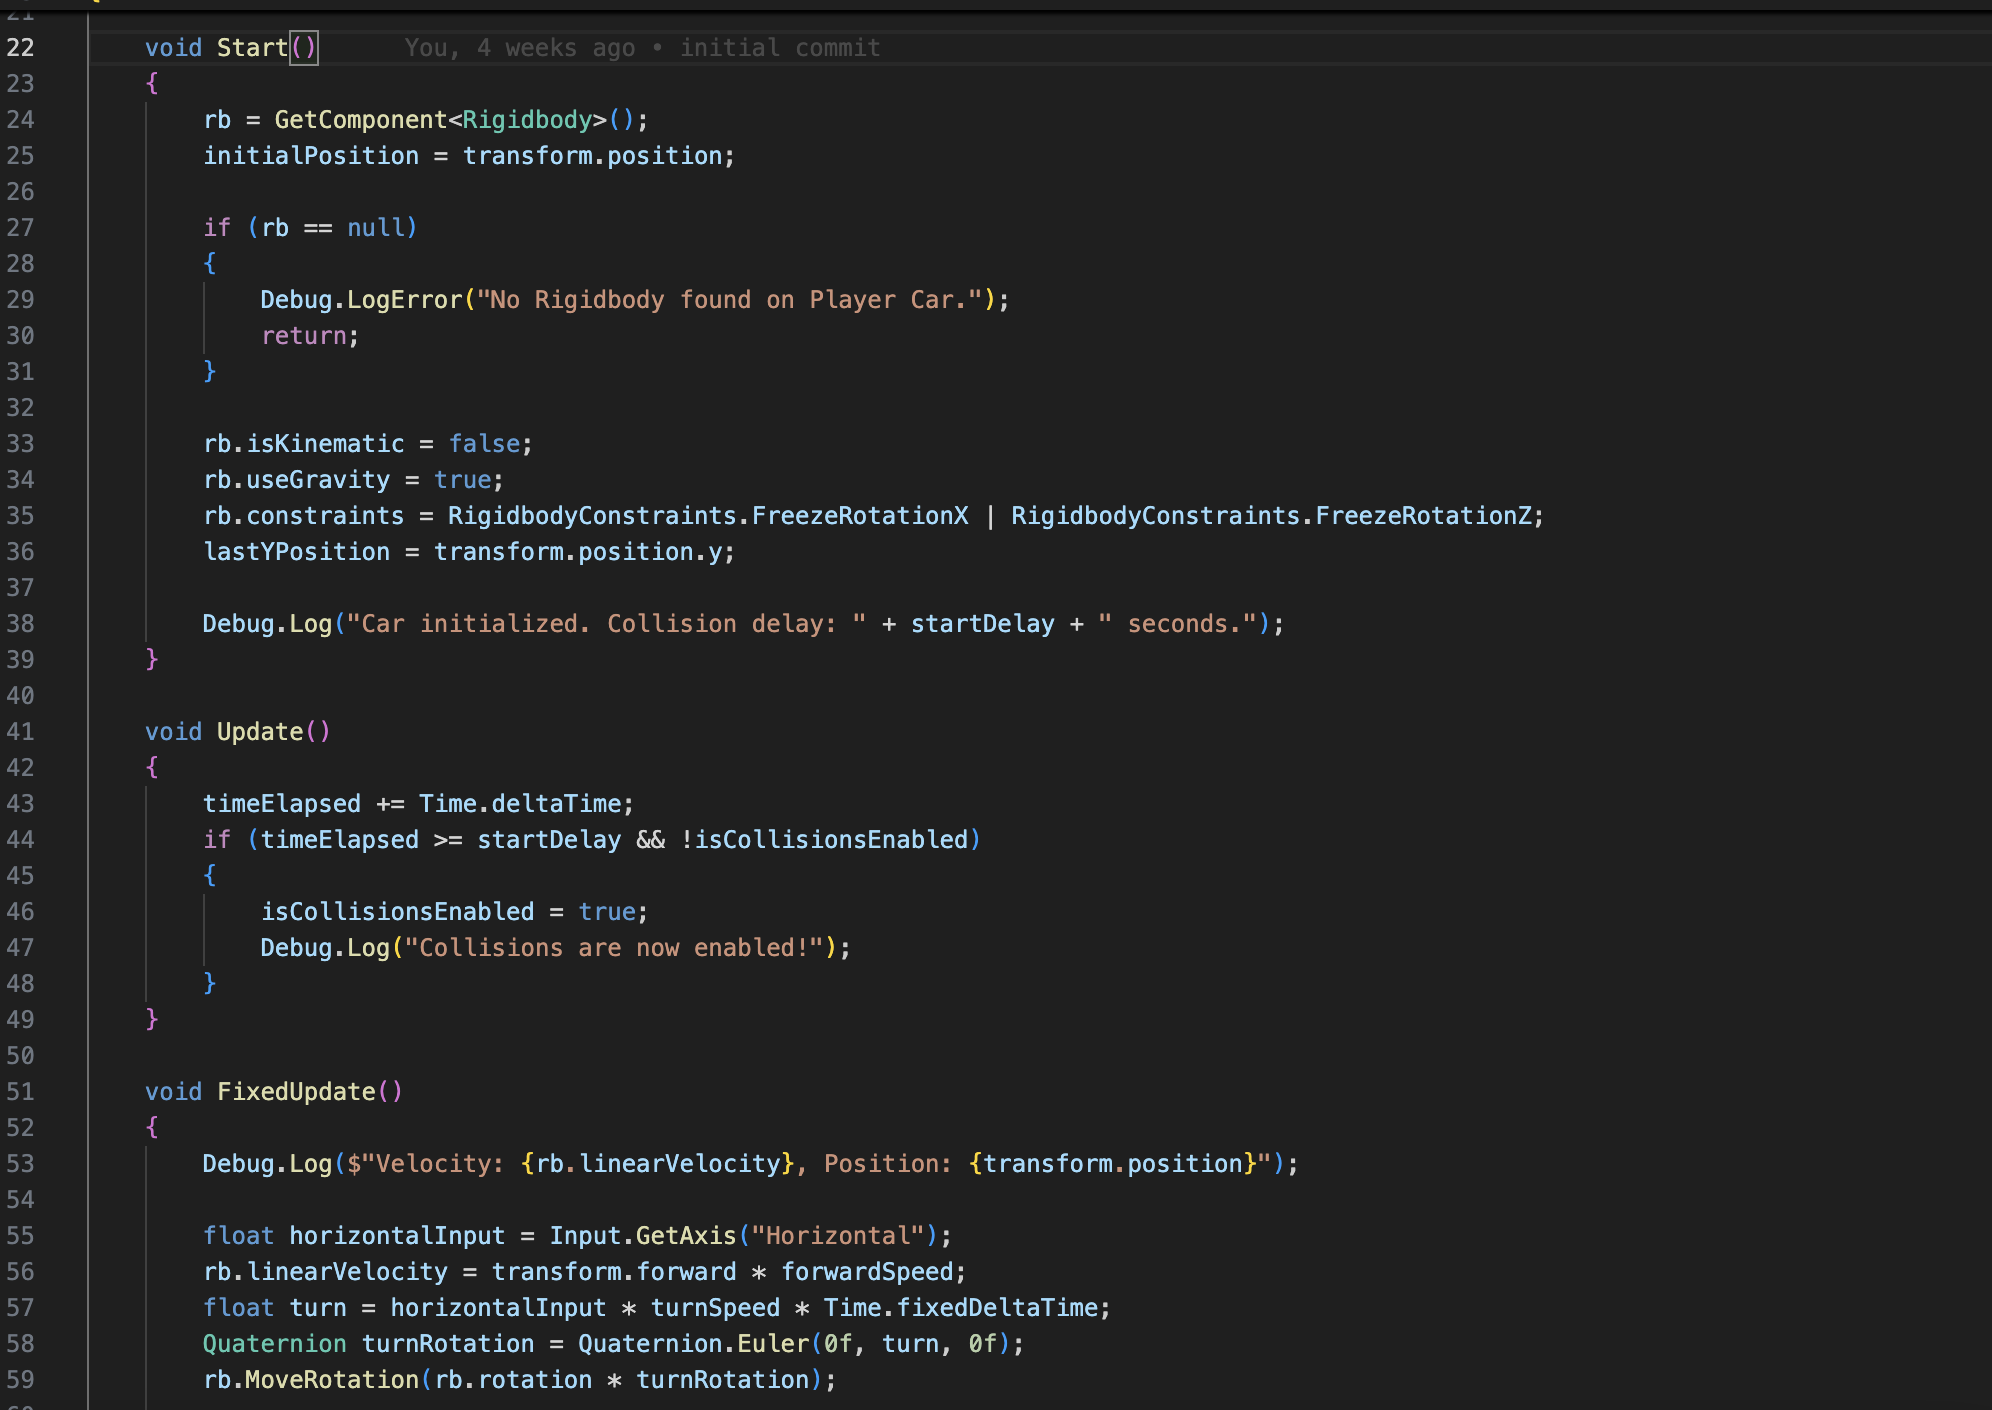 21
22 void Start() You, 4 weeks ago • initial commit
23 {
24 rb = GetComponent<Rigidbody>();
25 initialPosition = transform.position;
26
27 if (rb == null)
28 {
29 Debug.LogError("No Rigidbody found on Player Car.");
30 return;
31 }
32
33 rb.isKinematic = false;
34 rb.useGravity = true;
35 rb.constraints = RigidbodyConstraints.FreezeRotationX | RigidbodyConstraints.FreezeRotationZ;
36 lastYPosition = transform.position.y;
37
38 Debug.Log("Car initialized. Collision delay: " + startDelay + " seconds.");
39 }
40
41 void Update()
42 {
43 timeElapsed += Time.deltaTime;
44 if (timeElapsed >= startDelay && !isCollisionsEnabled)
45 {
46 isCollisionsEnabled = true;
47 Debug.Log("Collisions are now enabled!");
48 }
49 }
50
51 void FixedUpdate()
52 {
53 Debug.Log($"Velocity: {rb.linearVelocity}, Position: {transform.position}");
54
55 float horizontalInput = Input.GetAxis("Horizontal");
56 rb.linearVelocity = transform.forward * forwardSpeed;
57 float turn = horizontalInput * turnSpeed * Time.fixedDeltaTime;
58 Quaternion turnRotation = Quaternion.Euler(0f, turn, 0f);
59 rb.MoveRotation(rb.rotation * turnRotation);